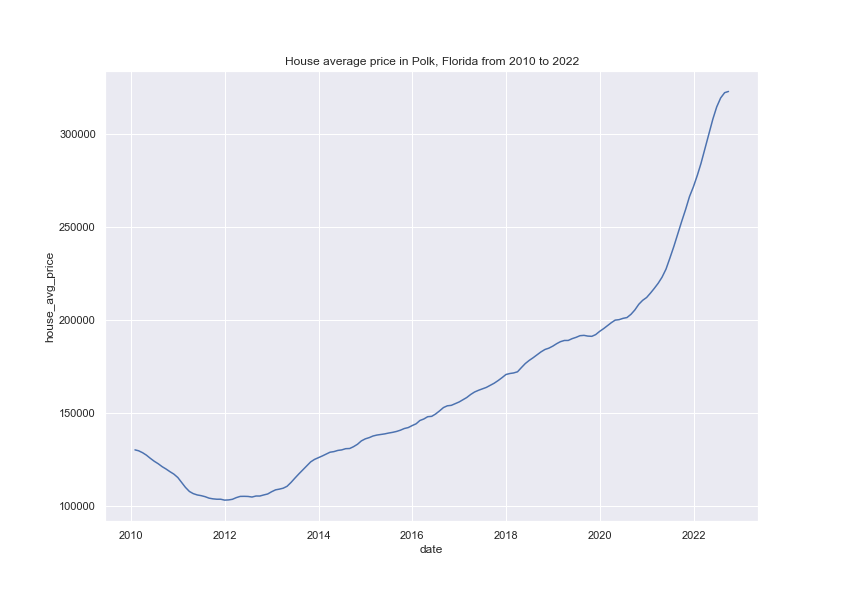 House average price in Polk, Florida from 2010 to 2022
300000
250000
house_avg_price
200000
150000
100000
2010 2012 2014 2016 2018 2020 2022
date